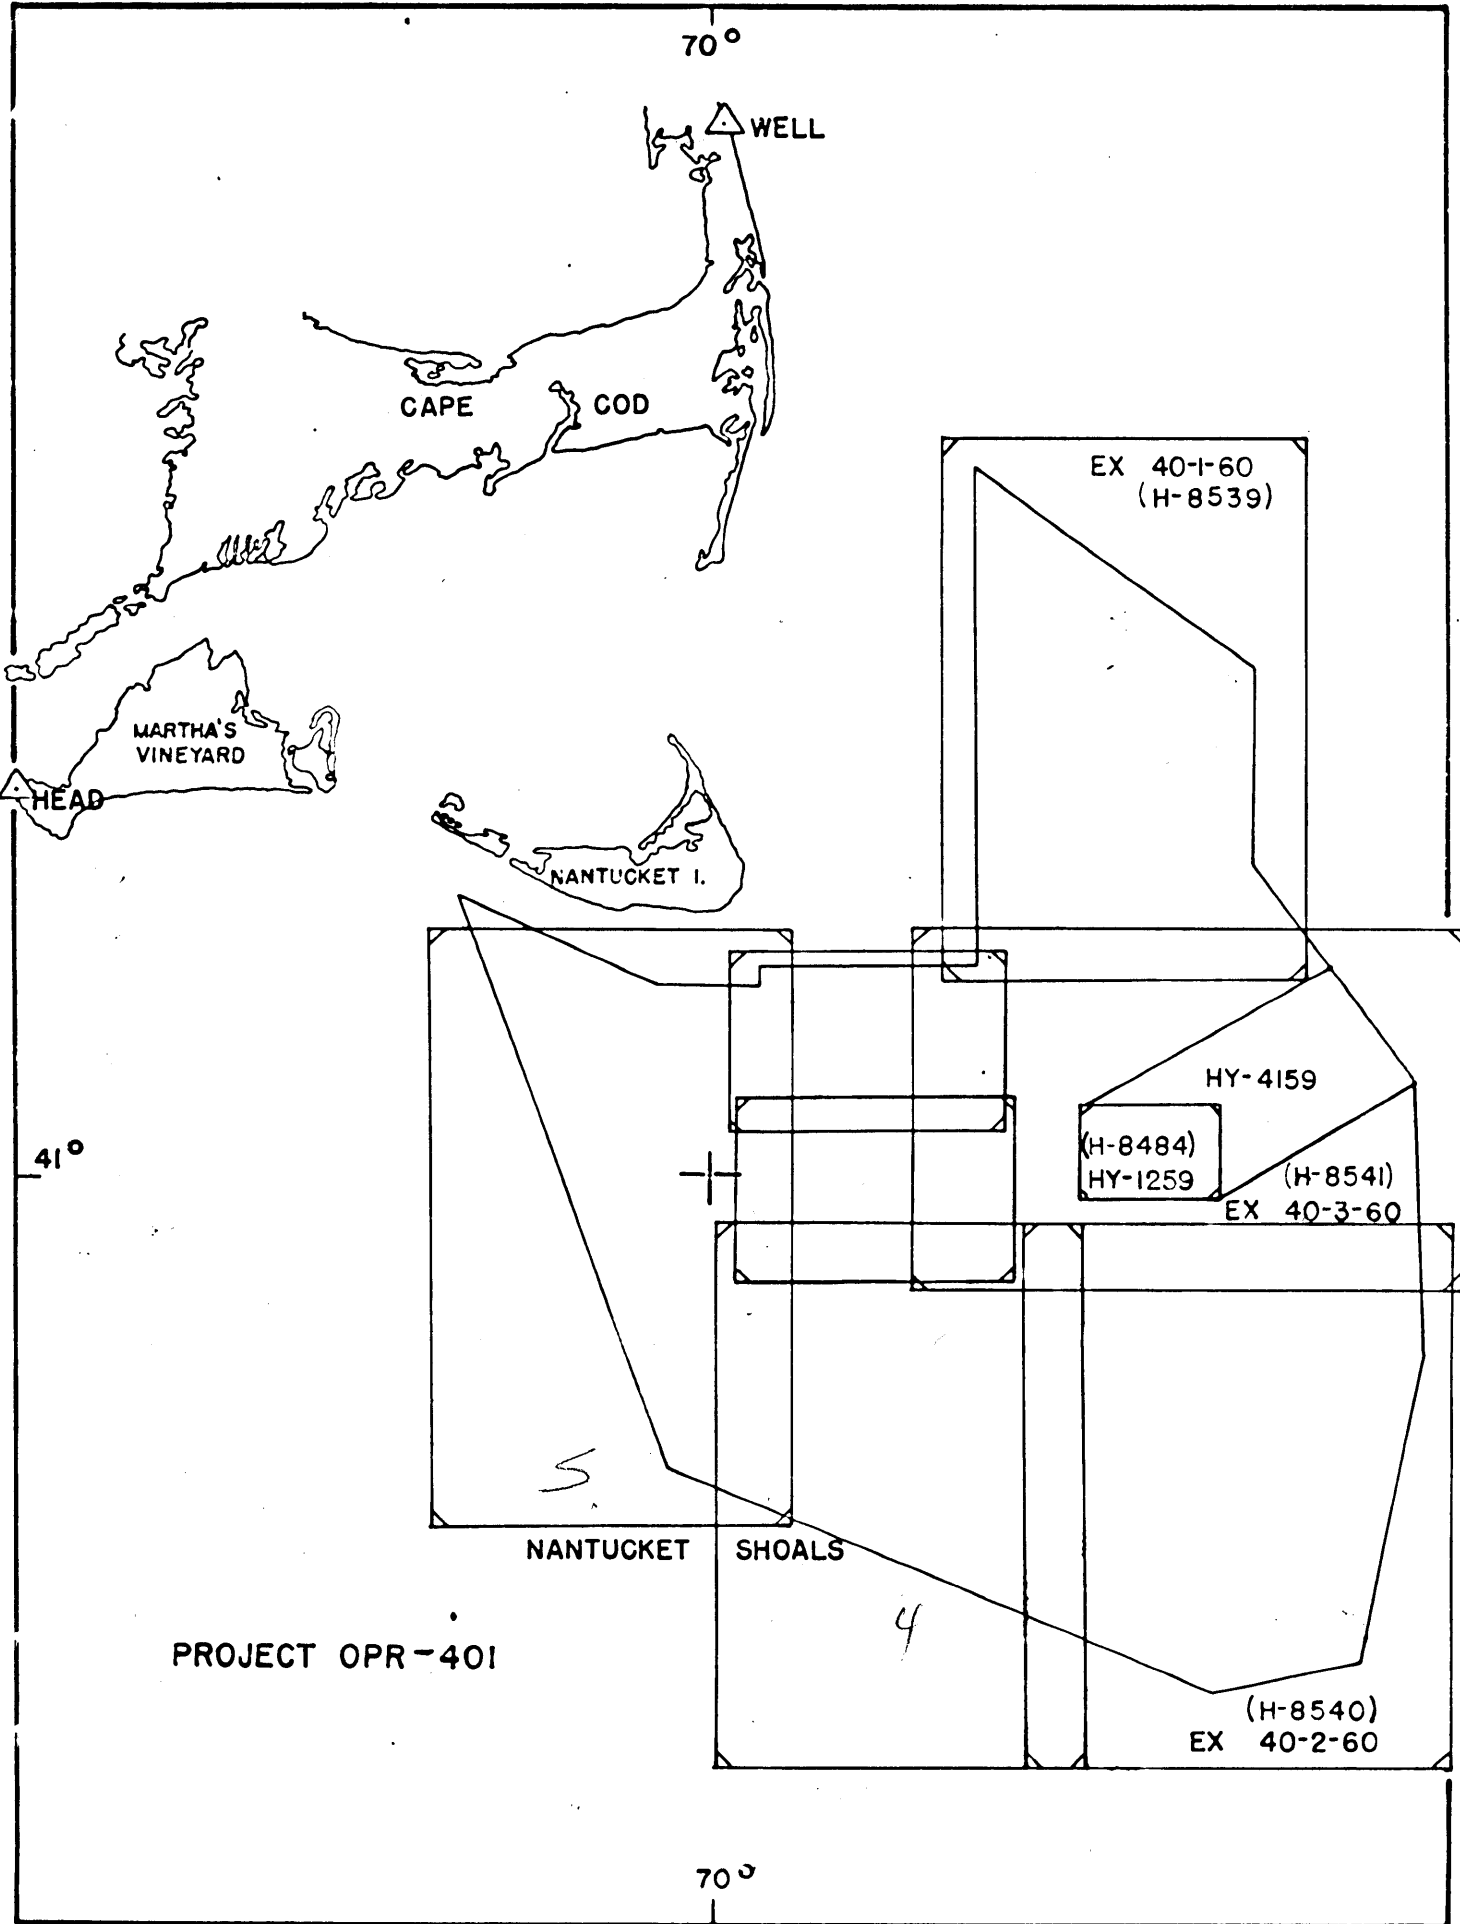 70°
WELL
CAPE COD
EX 40-1-60
(H-8539)
MARTHA'S
VINEYARD
HEAD
NANTUCKET I.
HY-4159
41°
(H-8484)
HY-1259
(H-8541)
EX 40-3-60
5
NANTUCKET SHOALS
4
PROJECT OPR-401
(H-8540)
EX 40-2-60
70°